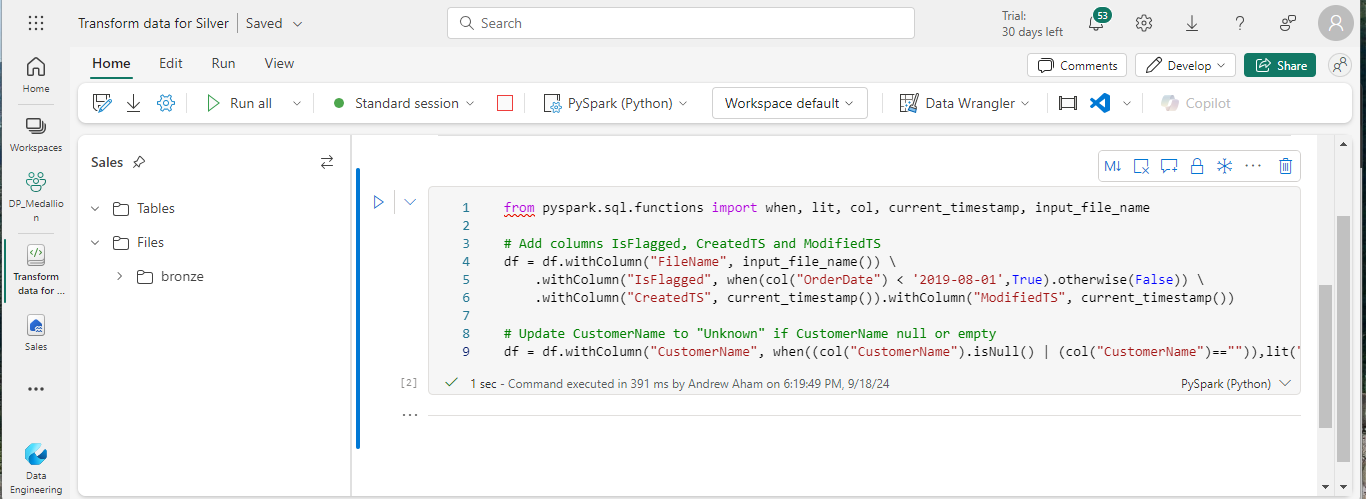 Transform data for Silver
Saved
Search
Trial:
30 days left
53
?
Home
Edit
Run
View
Comments
Develop
Share
Run all
Standard session
PySpark (Python)
Workspace default
Data Wrangler
Copilot
Home
Workspaces
DP_Medallio
n
Transform
data for ...
Sales
Data
Engineering
Sales
Tables
Files
bronze
M↓
1 from pyspark.sql.functions import when, lit, col, current_timestamp, input_file_name
2
3 # Add columns IsFlagged, CreatedTS and ModifiedTS
4 df = df.withColumn("FileName", input_file_name()) \
5 .withColumn("IsFlagged", when(col("OrderDate") < '2019-08-01',True).otherwise(False)) \
6 .withColumn("CreatedTS", current_timestamp()).withColumn("ModifiedTS", current_timestamp())
7
8 # Update CustomerName to "Unknown" if CustomerName null or empty
9 df = df.withColumn("CustomerName", when((col("CustomerName").isNull() | (col("CustomerName")=="")),lit("
[2]
1 sec - Command executed in 391 ms by Andrew Aham on 6:19:49 PM, 9/18/24
PySpark (Python)